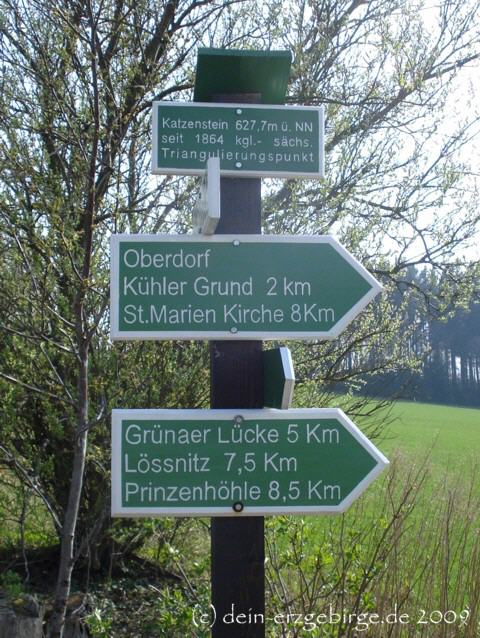 Katzenstein 627,7m ü. NN
seit 1864 kgl.- sächs.
Triangulierungspunkt
Oberdorf
Kühler Grund 2 km
St.Marien Kirche 8Km
Grünaer Lücke 5 Km
Lössnitz 7,5 Km
Prinzenhöhle 8,5 Km
(c) dein-erzgebirge.de 2009